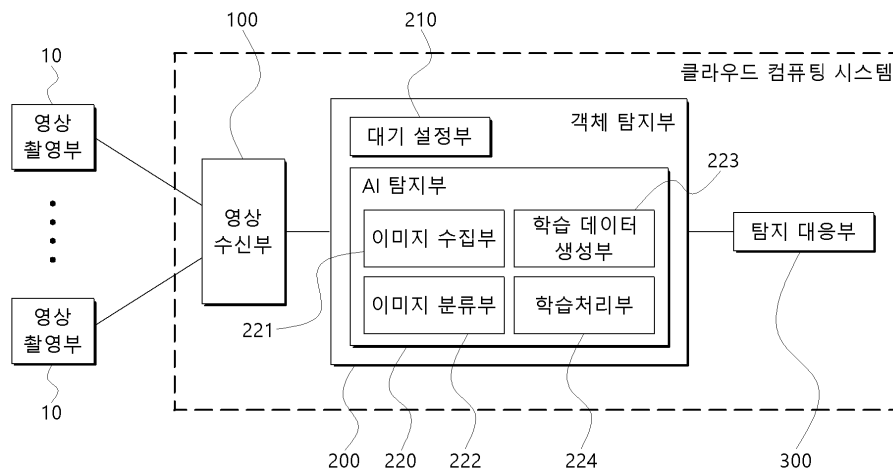 100
210
10
클라우드 컴퓨팅 시스템
영상
촬영부
대기 설정부
객체 탐지부
223
AI 탐지부
영상
수신부
이미지 수집부
학습 데이터
생성부
탐지 대응부
이미지 분류부
학습처리부
221
영상
촬영부
10
200
220
222
224
300